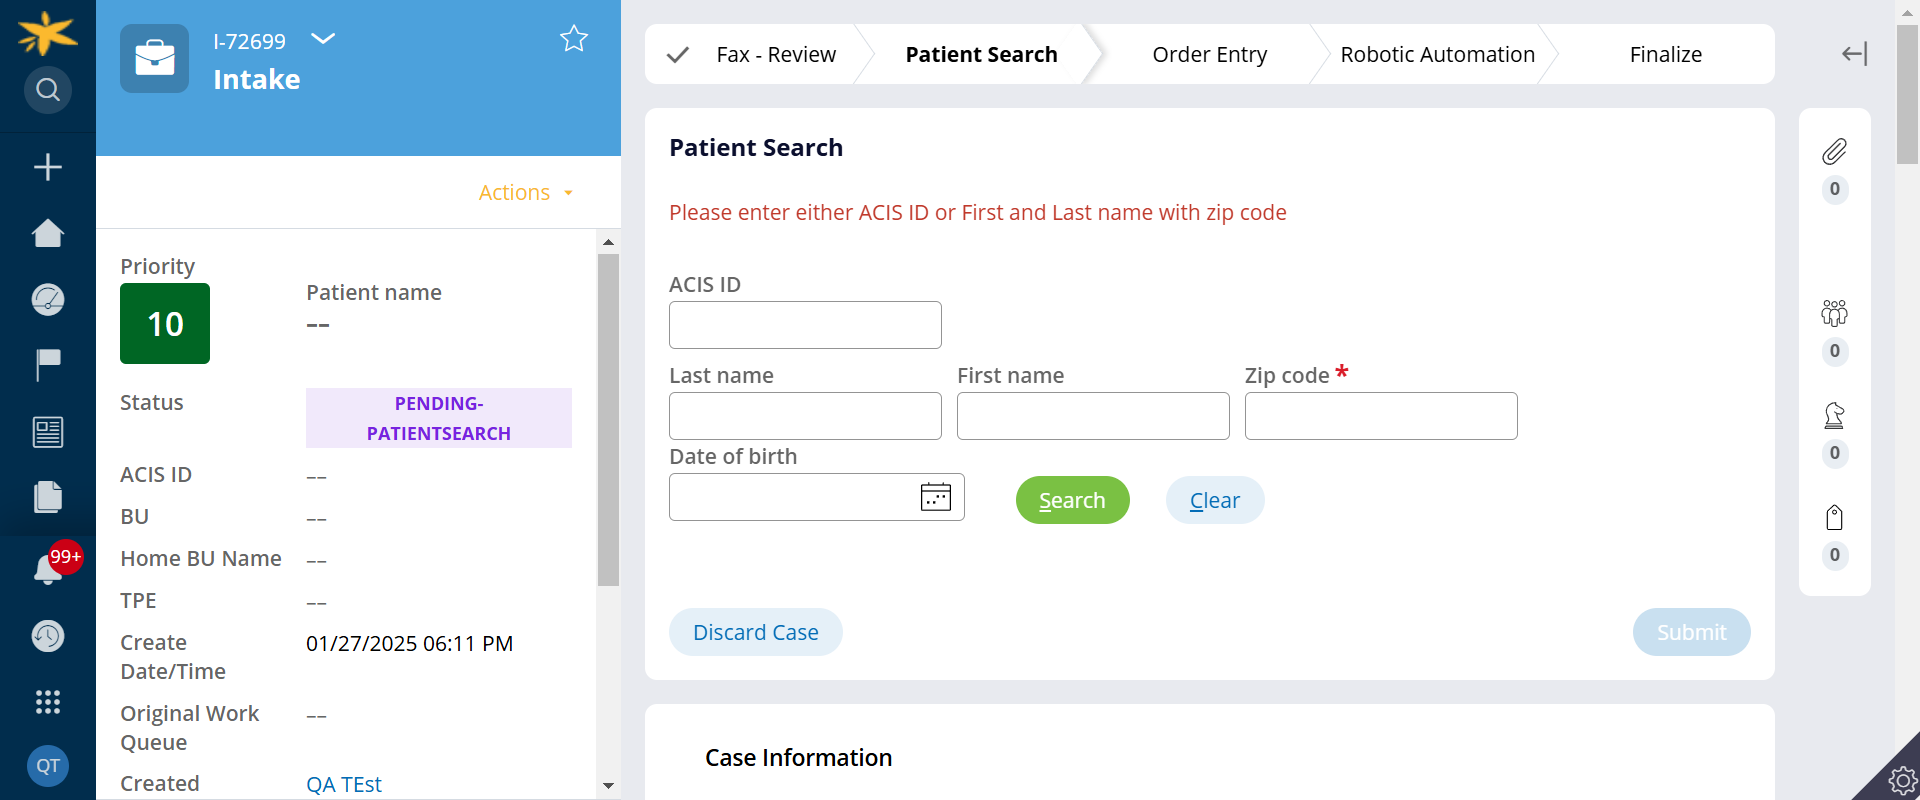 I-72699
Intake
Actions
Priority
10
Patient name
--
Status
PENDING-
PATIENTSEARCH
ACIS ID
--
BU
--
Home BU Name
--
TPE
--
Create
Date/Time
01/27/2025 06:11 PM
Original Work
Queue
--
Created
QA TEst
99+
QT
Fax - Review
Patient Search
Order Entry
Robotic Automation
Finalize
Patient Search
Please enter either ACIS ID or First and Last name with zip code
ACIS ID
Last name
First name
Zip code *
Date of birth
Search
Clear
Discard Case
Submit
Case Information
0
0
0
0